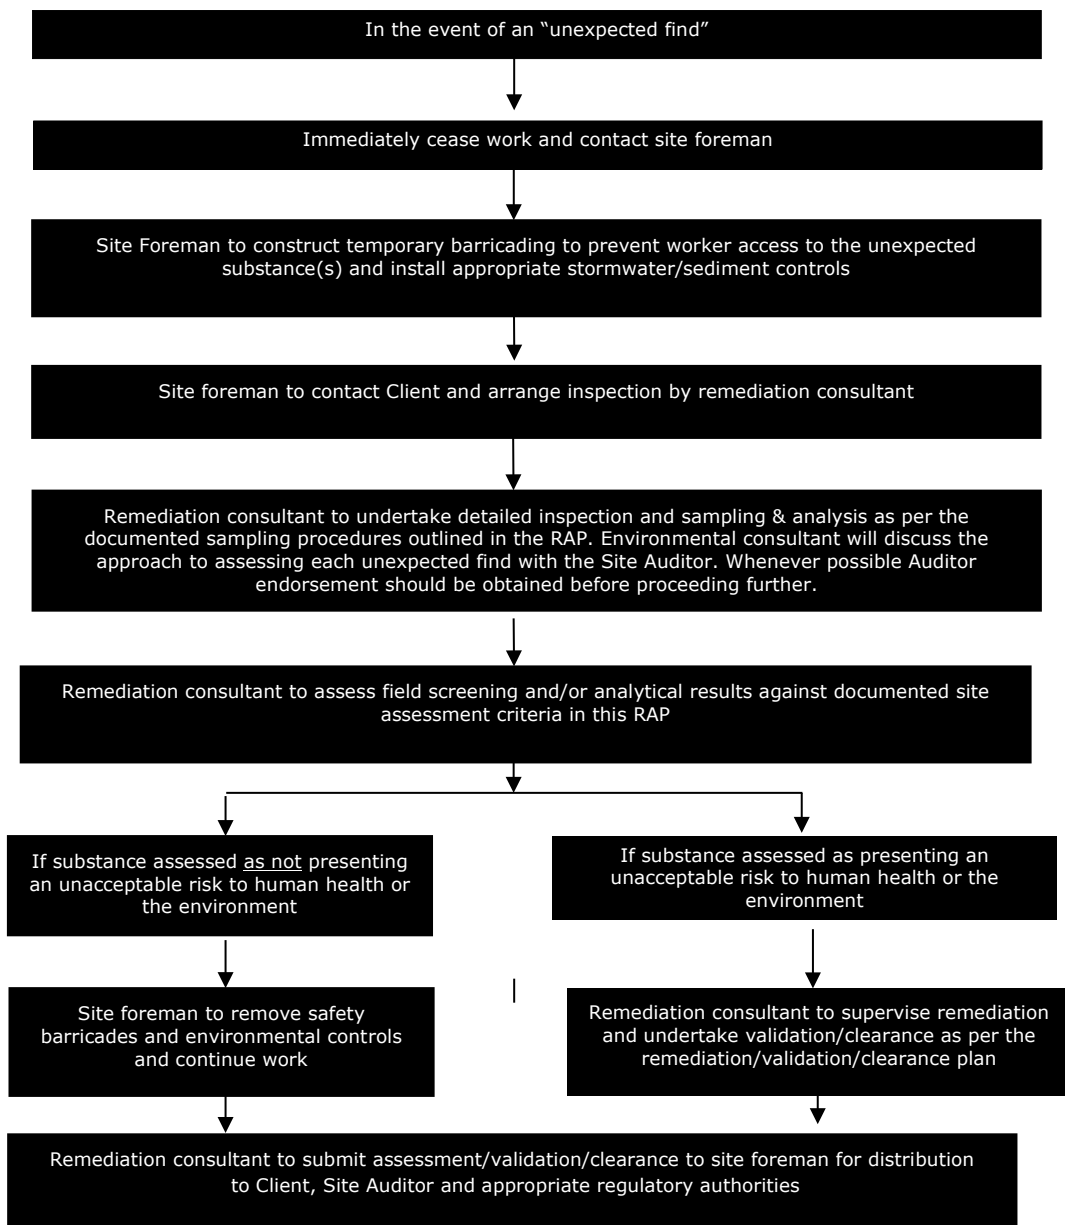 In the event of an “unexpected find”
Immediately cease work and contact site foreman
Site Foreman to construct temporary barricading to prevent worker access to the unexpected
substance(s) and install appropriate stormwater/sediment controls
Site foreman to contact Client and arrange inspection by remediation consultant
Remediation consultant to undertake detailed inspection and sampling & analysis as per the
documented sampling procedures outlined in the RAP. Environmental consultant will discuss the
approach to assessing each unexpected find with the Site Auditor. Whenever possible Auditor
endorsement should be obtained before proceeding further.
Remediation consultant to assess field screening and/or analytical results against documented site
assessment criteria in this RAP
If substance assessed as not presenting
an unacceptable risk to human health or
the environment
If substance assessed as presenting an
unacceptable risk to human health or the
environment
Site foreman to remove safety
barricades and environmental controls
and continue work
Remediation consultant to supervise remediation
and undertake validation/clearance as per the
remediation/validation/clearance plan
Remediation consultant to submit assessment/validation/clearance to site foreman for distribution
to Client, Site Auditor and appropriate regulatory authorities